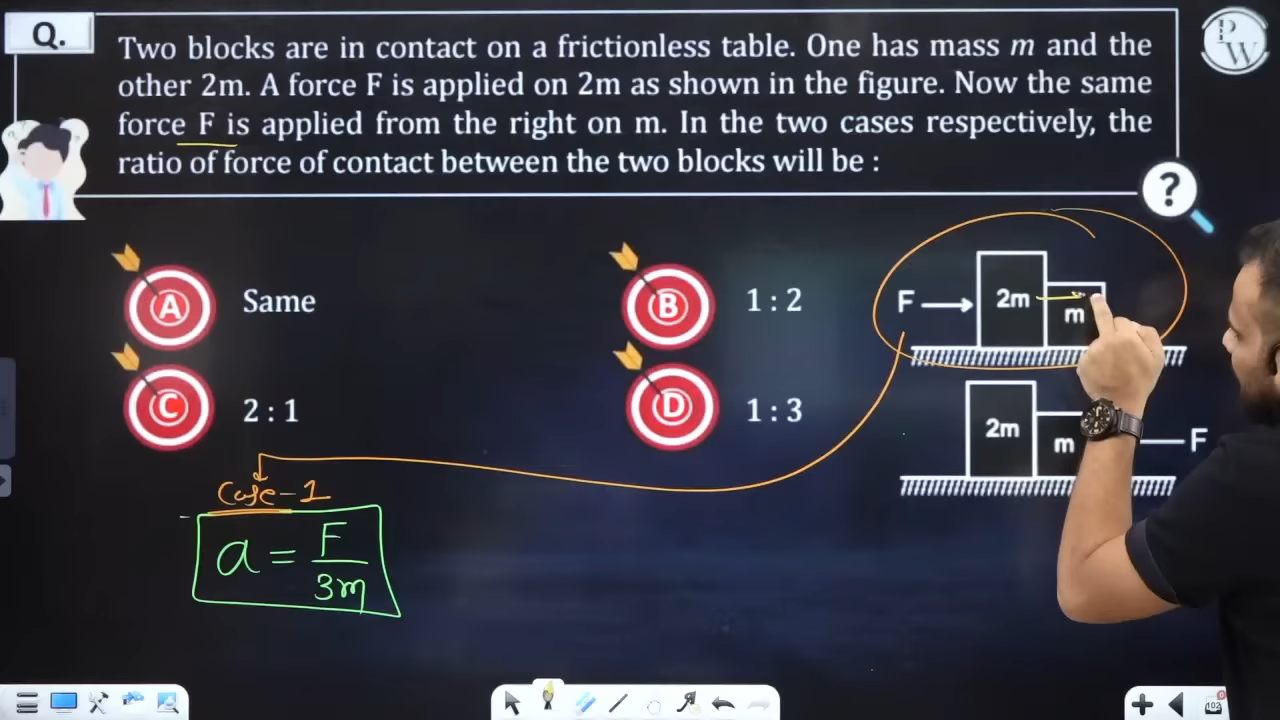 Q.
Two blocks are in contact on a frictionless table. One has mass m and the
other 2m. A force F is applied on 2m as shown in the figure. Now the same
force F is applied from the right on m. In the two cases respectively, the
ratio of force of contact between the two blocks will be :
PW
?
A Same
B 1 : 2
C 2 : 1
D 1 : 3
F 2m m
2m m F
Case-1
a = F/3m
102